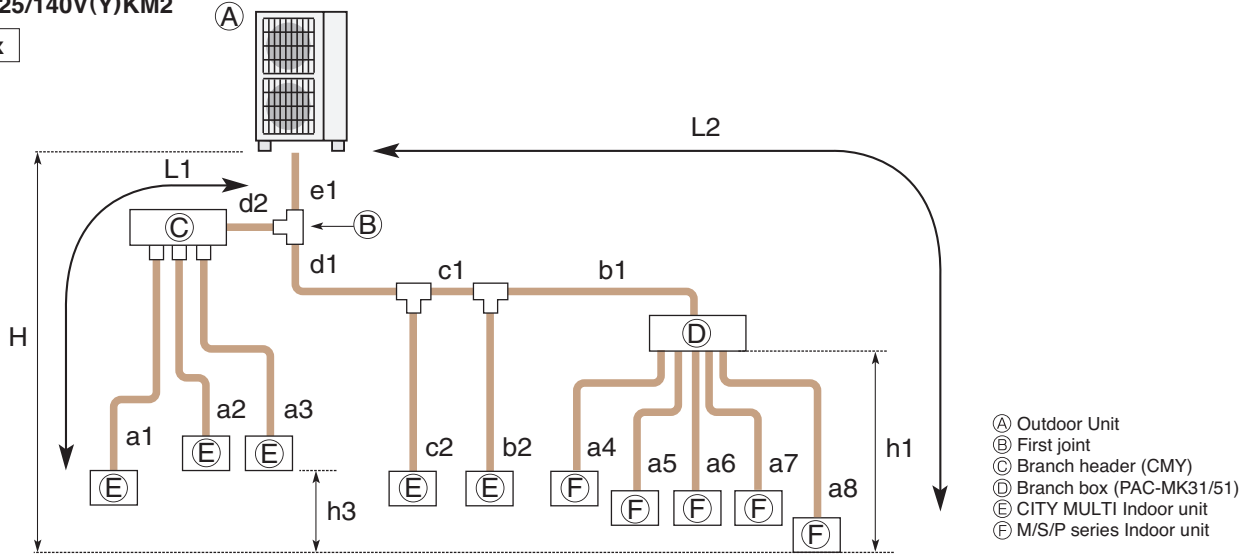 25/140V(Y)KM2
Ⓐ
L2
L1
e1
d2
Ⓒ
Ⓑ
d1
c1
b1
H
Ⓓ
a1
a2
a3
c2
b2
a4
a5
a6
a7
a8
h1
Ⓔ
Ⓔ
Ⓔ
Ⓔ
Ⓔ
Ⓕ
Ⓕ
Ⓕ
Ⓕ
Ⓕ
h3
Ⓐ Outdoor Unit
Ⓑ First joint
Ⓒ Branch header (CMY)
Ⓓ Branch box (PAC-MK31/51)
Ⓔ CITY MULTI Indoor unit
Ⓕ M/S/P series Indoor unit